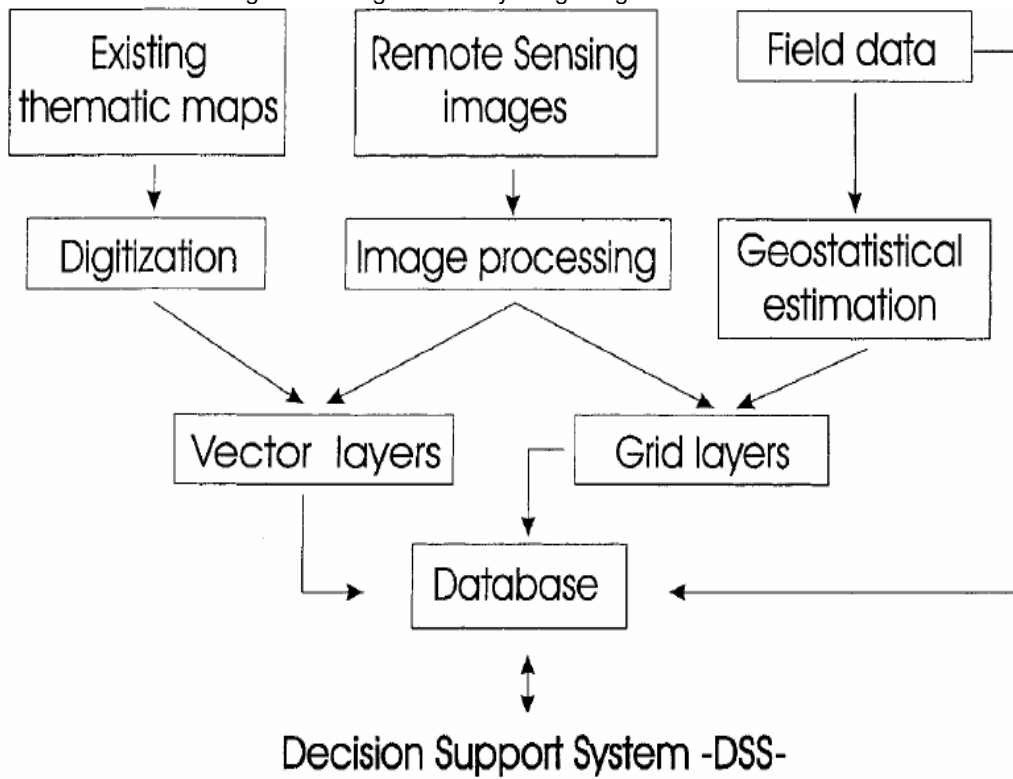 Existing
thematic maps
Remote Sensing
images
Field data
Digitization
Image processing
Geostatistical
estimation
Vector layers
Grid layers
Database
Decision Support System -DSS-